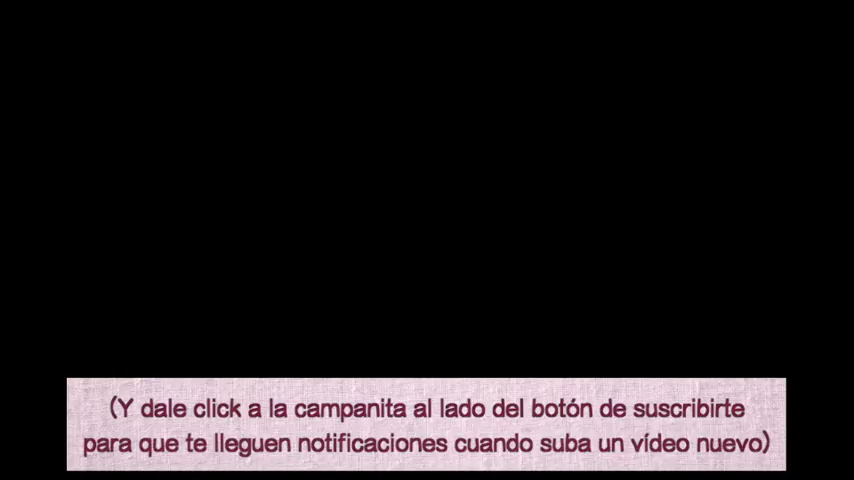 (Y dale click a la campanita al lado del botón de suscribirte
para que te lleguen notificaciones cuando suba un vídeo nuevo)